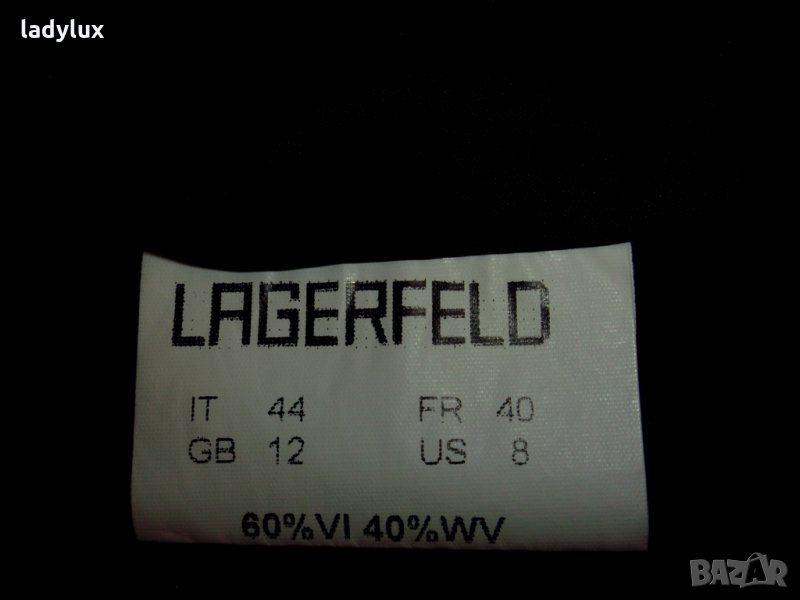 ladylux
LAGERFELD
IT 44 FR 40
GB 12 US 8
60%VI 40%WV
BAZAR